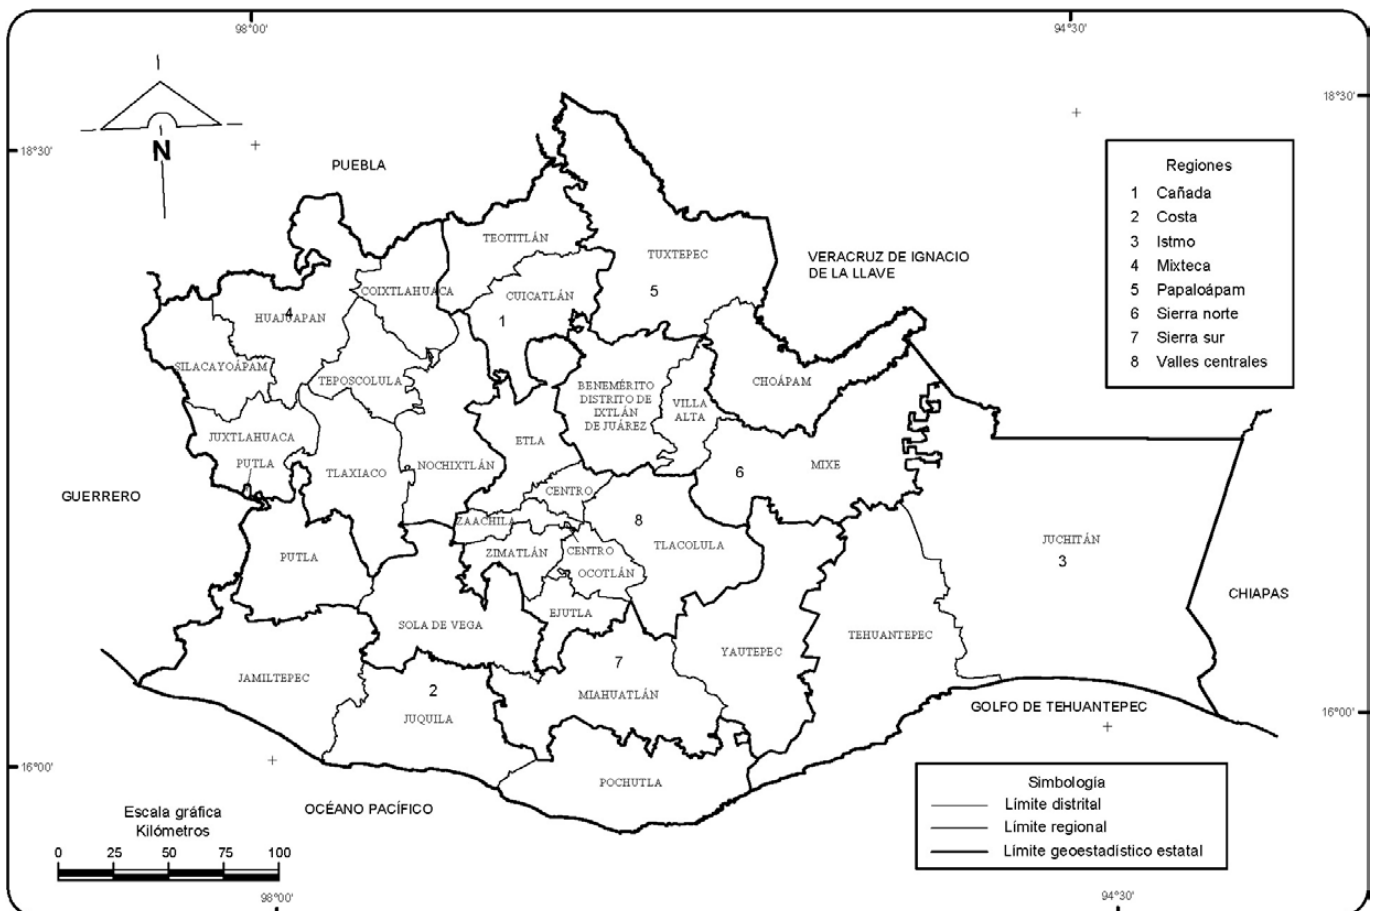 98°00'
94°30'
18°30'
18°30'
N
PUEBLA
Regiones
1 Cañada
2 Costa
3 Istmo
4 Mixteca
5 Papaloápam
6 Sierra norte
7 Sierra sur
8 Valles centrales
TEOTITLÁN
TUXTEPEC
VERACRUZ DE IGNACIO
DE LA LLAVE
COIXTLAHUACA
CUICATLÁN
5
4
HUAJUAPAN
1
SILACAYOÁPAM
TEPOSCOLULA
BENEMÉRITO
DISTRITO DE
IXTLÁN
DE JUÁREZ
CHOÁPAM
VILLA
ALTA
JUXTLAHUACA
ETLA
PUTLA
TLAXIACO
NOCHIXTLÁN
MIXE
6
GUERRERO
CENTRO
ZAACHILA
8
TLACOLULA
JUCHITÁN
3
PUTLA
ZIMATLÁN
CENTRO
OCOTLÁN
CHIAPAS
EJUTLA
SOLA DE VEGA
TEHUANTEPEC
YAUTEPEC
7
JAMILTEPEC
2
MIAHUATLÁN
JUQUILA
GOLFO DE TEHUANTEPEC
16°00'
16°00'
POCHUTLA
OCÉANO PACÍFICO
Escala gráfica
Kilómetros
0 25 50 75 100
Simbología
Límite distrital
Límite regional
Límite geoestadístico estatal
98°00'
94°30'